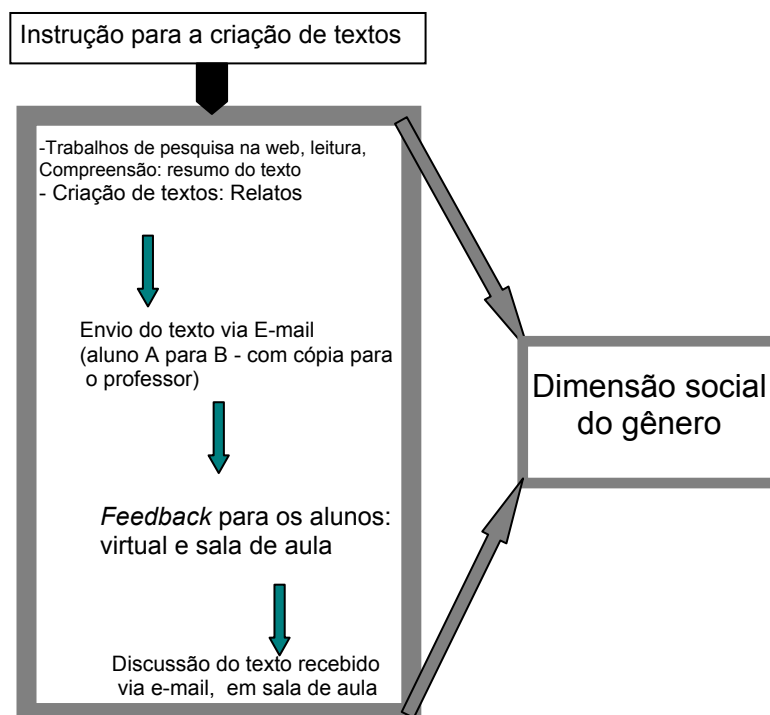 Instrução para a criação de textos
-Trabalhos de pesquisa na web, leitura,
Compreensão: resumo do texto
- Criação de textos: Relatos
Envio do texto via E-mail
(aluno A para B - com cópia para
o professor)
Feedback para os alunos:
virtual e sala de aula
Discussão do texto recebido
via e-mail, em sala de aula
Dimensão social
do gênero